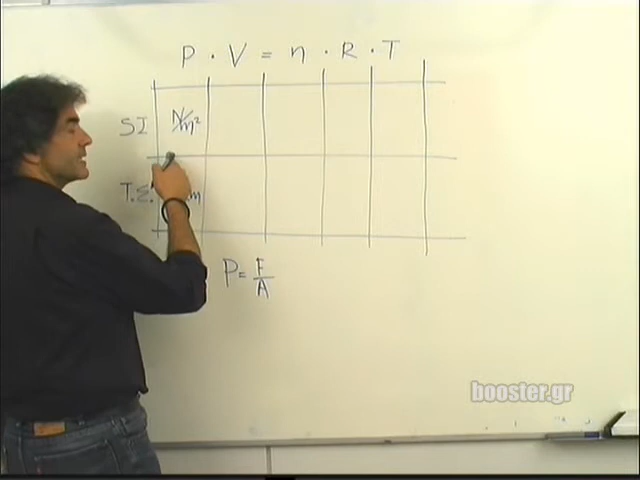 P · V = n · R · T
SI N/m²
T.Σ.
P = F/A
booster.gr